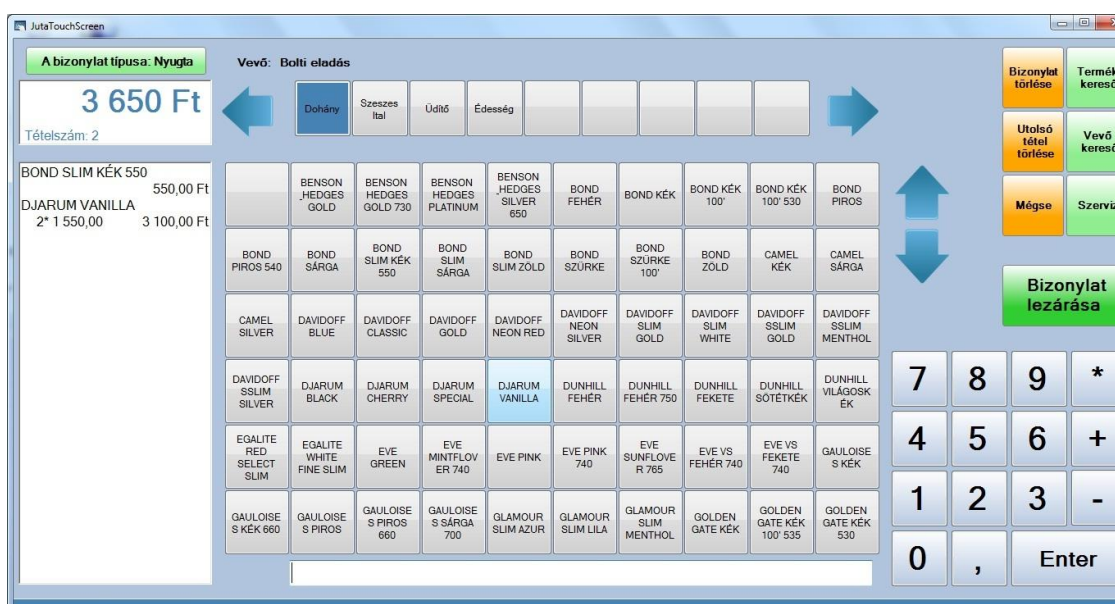 JutaTouchScreen
A bizonylat típusa: Nyugta
3 650 Ft
Tételszám: 2
BOND SLIM KÉK 550
550,00 Ft
DJARUM VANILLA
2* 1 550,00 3 100,00 Ft
Vevő: Bolti eladás
Dohány
Szeszes
Ital
Üdítő
Édesség
BENSON
_HEDGES
GOLD
BENSON
HEDGES
GOLD 730
BENSON
HEDGES
PLATINUM
BENSON
_HEDGES
SILVER
650
BOND
FEHÉR
BOND KÉK
BOND KÉK
100'
BOND KÉK
100' 530
BOND
PIROS
BOND
PIROS 540
BOND
SÁRGA
BOND
SLIM KÉK
550
BOND
SLIM
SÁRGA
BOND
SLIM ZÖLD
BOND
SZÜRKE
BOND
SZÜRKE
100'
BOND
ZÖLD
CAMEL
KÉK
CAMEL
SÁRGA
CAMEL
SILVER
DAVIDOFF
BLUE
DAVIDOFF
CLASSIC
DAVIDOFF
GOLD
DAVIDOFF
NEON RED
DAVIDOFF
NEON
SILVER
DAVIDOFF
SLIM
GOLD
DAVIDOFF
SLIM
WHITE
DAVIDOFF
SSLIM
GOLD
DAVIDOFF
SSLIM
MENTHOL
DAVIDOFF
SSLIM
SILVER
DJARUM
BLACK
DJARUM
CHERRY
DJARUM
SPECIAL
DJARUM
VANILLA
DUNHILL
FEHÉR
DUNHILL
FEHÉR 750
DUNHILL
FEKETE
DUNHILL
SÖTÉTKÉK
DUNHILL
VILÁGOSK
ÉK
EGALITE
RED
SELECT
SLIM
EGALITE
WHITE
FINE SLIM
EVE
GREEN
EVE
MINTFLOV
ER 740
EVE PINK
EVE PINK
740
EVE
SUNFLOVE
R 765
EVE VS
FEHÉR 740
EVE VS
FEKETE
740
GAULOISE
S KÉK
GAULOISE
S KÉK 660
GAULOISE
S PIROS
GAULOISE
S PIROS
660
GAULOISE
S SÁRGA
700
GLAMOUR
SLIM AZUR
GLAMOUR
SLIM LILA
GLAMOUR
SLIM
MENTHOL
GOLDEN
GATE KÉK
GOLDEN
GATE KÉK
100' 535
GOLDEN
GATE KÉK
530
Bizonylat
törlése
Termék
kereső
Utolsó
tétel
törlése
Vevő
kereső
Mégse
Szerviz
Bizonylat
lezárása
7 8 9 *
4 5 6 +
1 2 3 -
0 , Enter